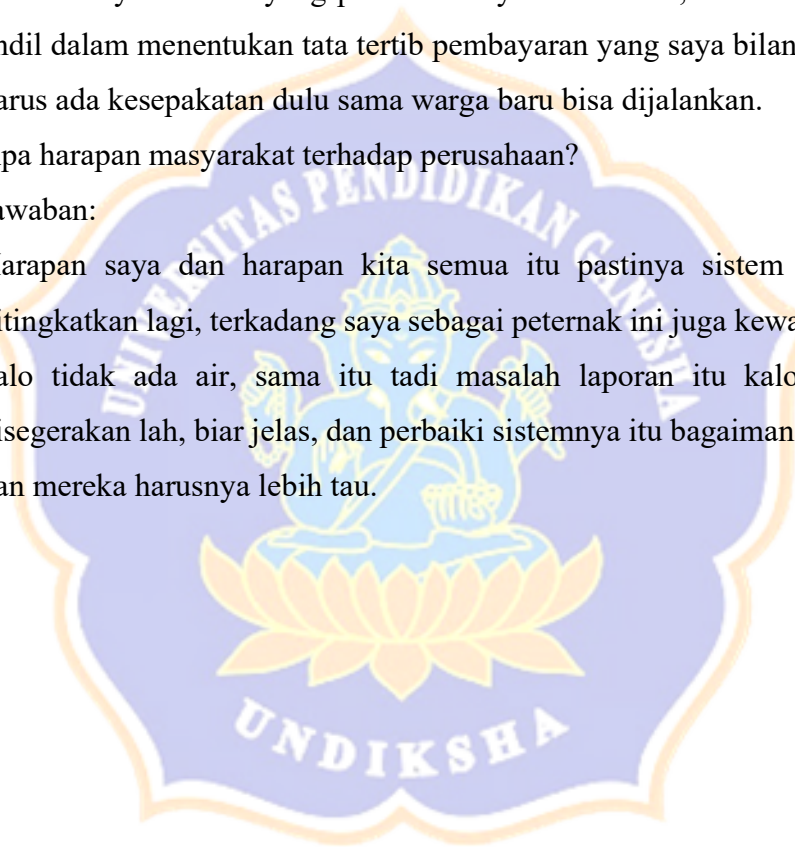 ndil dalam menentukan tata tertib pembayaran yang saya bilan
arus ada kesepakatan dulu sama warga baru bisa dijalankan.
pa harapan masyarakat terhadap perusahaan?
awaban:
arapan saya dan harapan kita semua itu pastinya sistem
itingkatkan lagi, terkadang saya sebagai peternak ini juga kewa
alo tidak ada air, sama itu tadi masalah laporan itu kalo
isegerakan lah, biar jelas, dan perbaiki sistemnya itu bagaiman
an mereka harusnya lebih tau.
UNIVERSITAS PENDIDIKAN GANESHA
UNDIKSHA